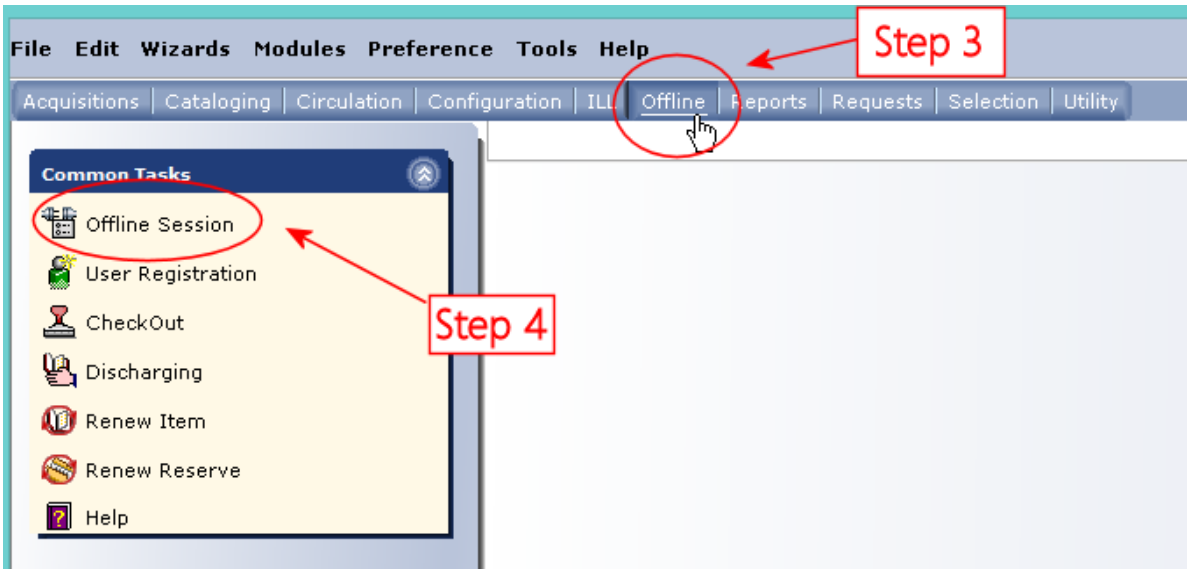 File Edit Wizards Modules Preference Tools Help
Step 3
Acquisitions | Cataloging | Circulation | Configuration | ILL | Offline | Reports | Requests | Selection | Utility
Common Tasks
Offline Session
User Registration
Step 4
CheckOut
Discharging
Renew Item
Renew Reserve
? Help